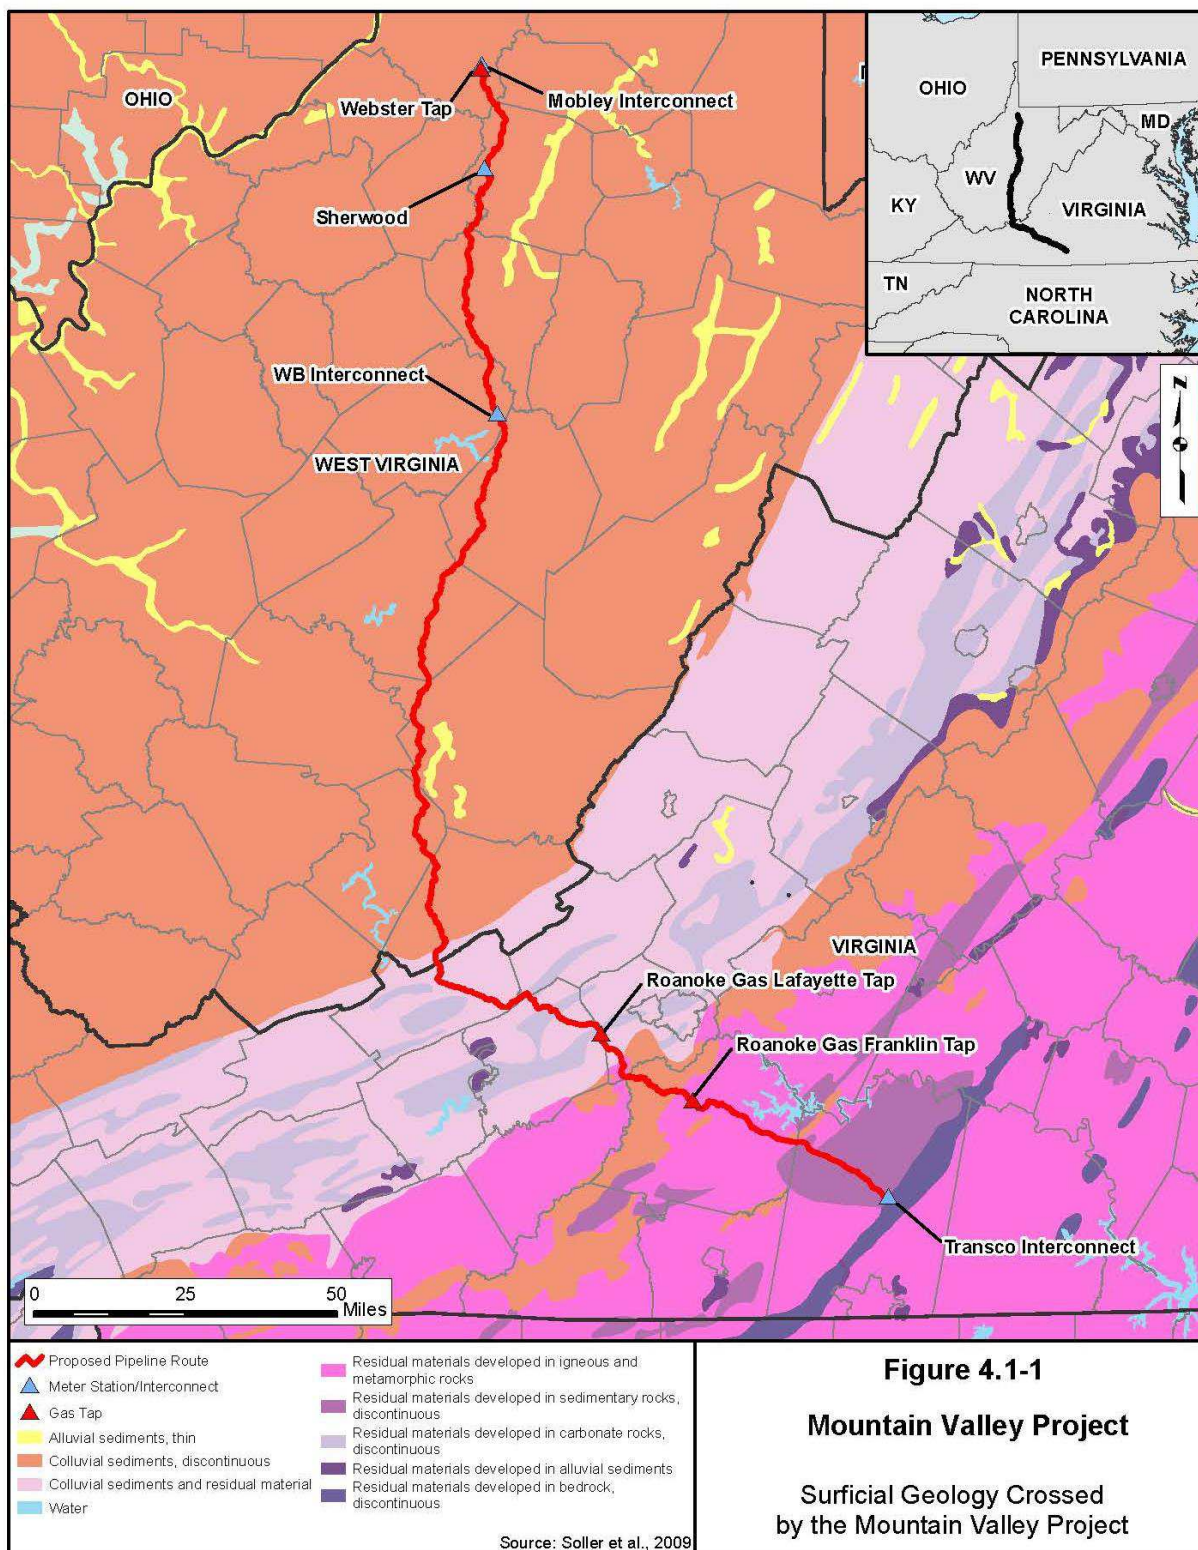 OHIO
Webster Tap
Mobley Interconnect
Sherwood
WB Interconnect
WEST VIRGINIA
PENNSYLVANIA
OHIO
MD
WV
KY
VIRGINIA
TN
NORTH
CAROLINA
N
VIRGINIA
Roanoke Gas Lafayette Tap
Roanoke Gas Franklin Tap
Transco Interconnect
0 25 50
Miles
Proposed Pipeline Route
Meter Station/Interconnect
Gas Tap
Alluvial sediments, thin
Colluvial sediments, discontinuous
Colluvial sediments and residual material
Water
Residual materials developed in igneous and
metamorphic rocks
Residual materials developed in sedimentary rocks,
discontinuous
Residual materials developed in carbonate rocks,
discontinuous
Residual materials developed in alluvial sediments
Residual materials developed in bedrock,
discontinuous
Source: Soller et al., 2009
Figure 4.1-1
Mountain Valley Project
Surficial Geology Crossed
by the Mountain Valley Project